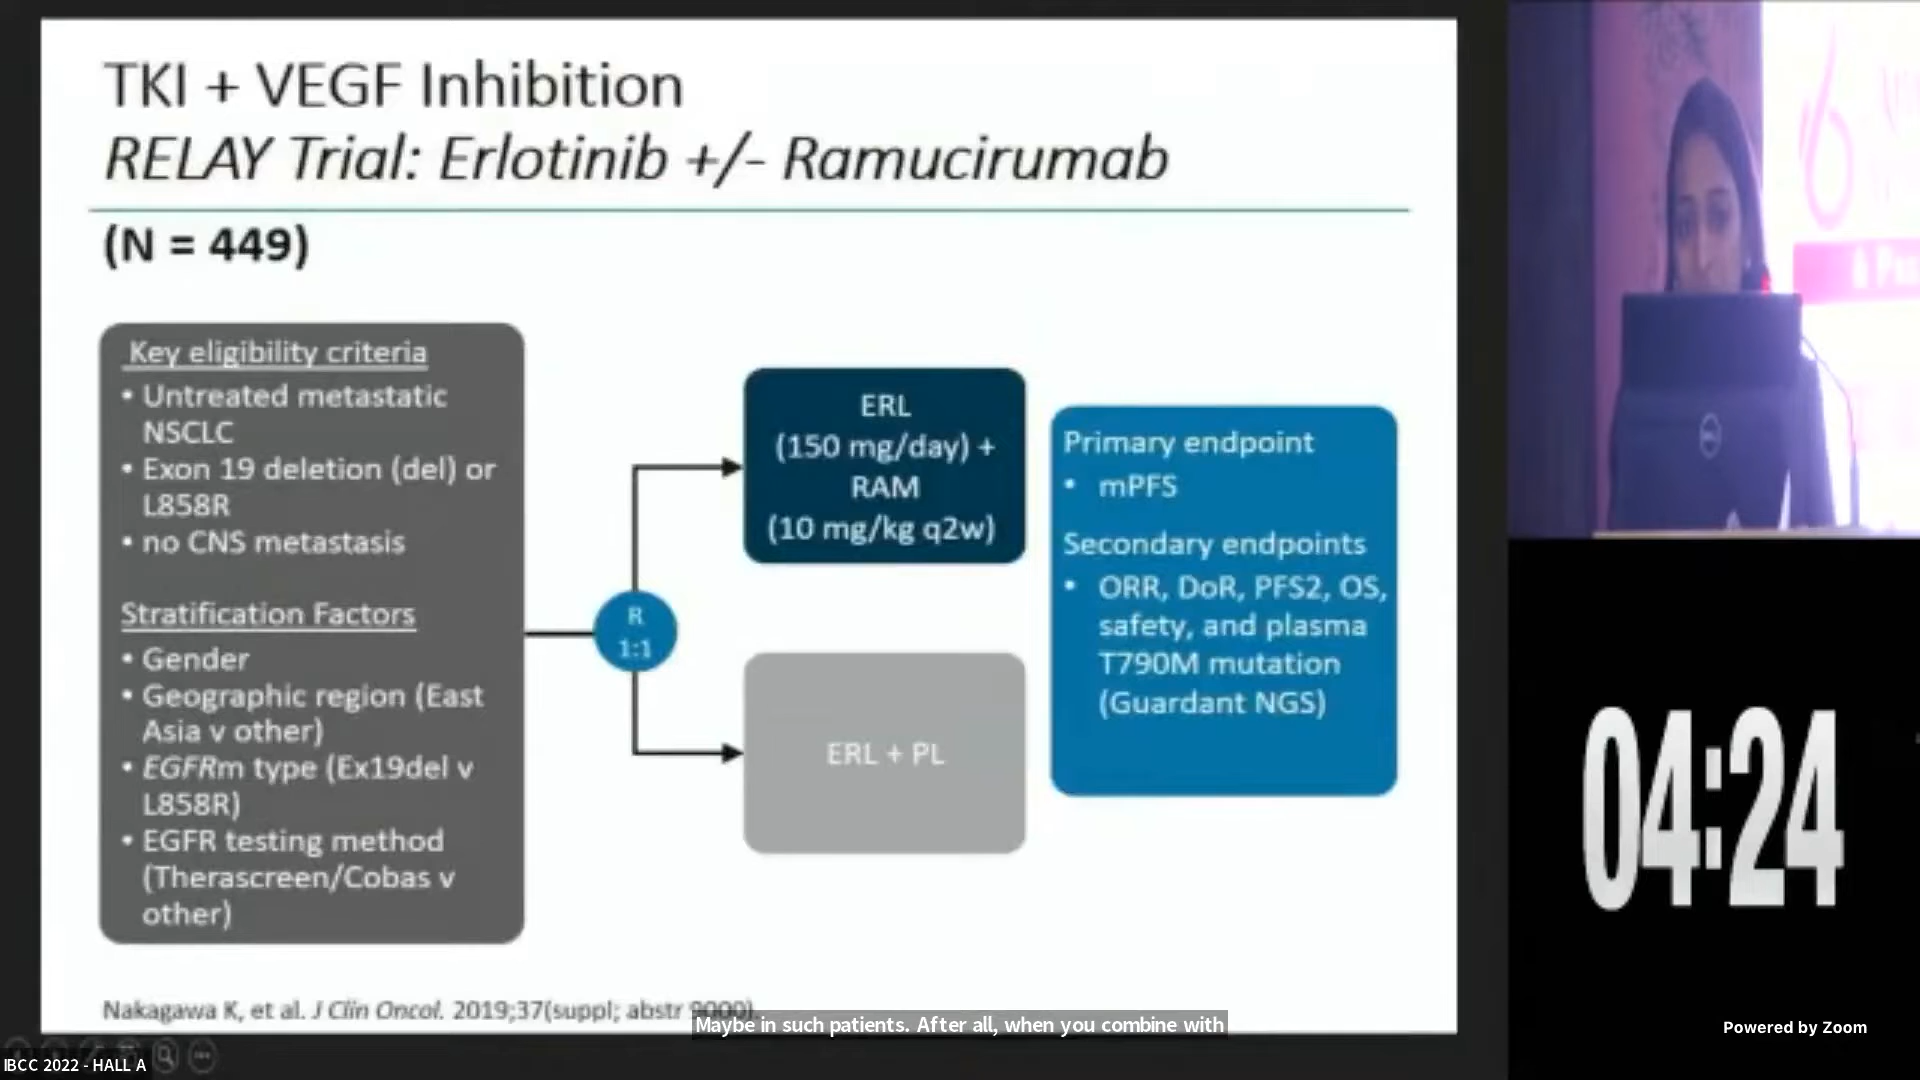 TKI + VEGF Inhibition
RELAY Trial: Erlotinib +/- Ramucirumab
(N = 449)
Key eligibility criteria
• Untreated metastatic
NSCLC
• Exon 19 deletion (del) or
L858R
• no CNS metastasis
Stratification Factors
• Gender
• Geographic region (East
Asia v other)
• EGFRm type (Ex19del v
L858R)
• EGFR testing method
(Therascreen/Cobas v
other)
R
1:1
ERL
(150 mg/day) +
RAM
(10 mg/kg q2w)
ERL + PL
Primary endpoint
• mPFS
Secondary endpoints
• ORR, DoR, PFS2, OS,
safety, and plasma
T790M mutation
(Guardant NGS)
Nakagawa K, et al. J Clin Oncol. 2019;37(suppl; abstr 9000).
Maybe in such patients. After all, when you combine with
IBCC 2022 - HALL A
6
04:24
Powered by Zoom